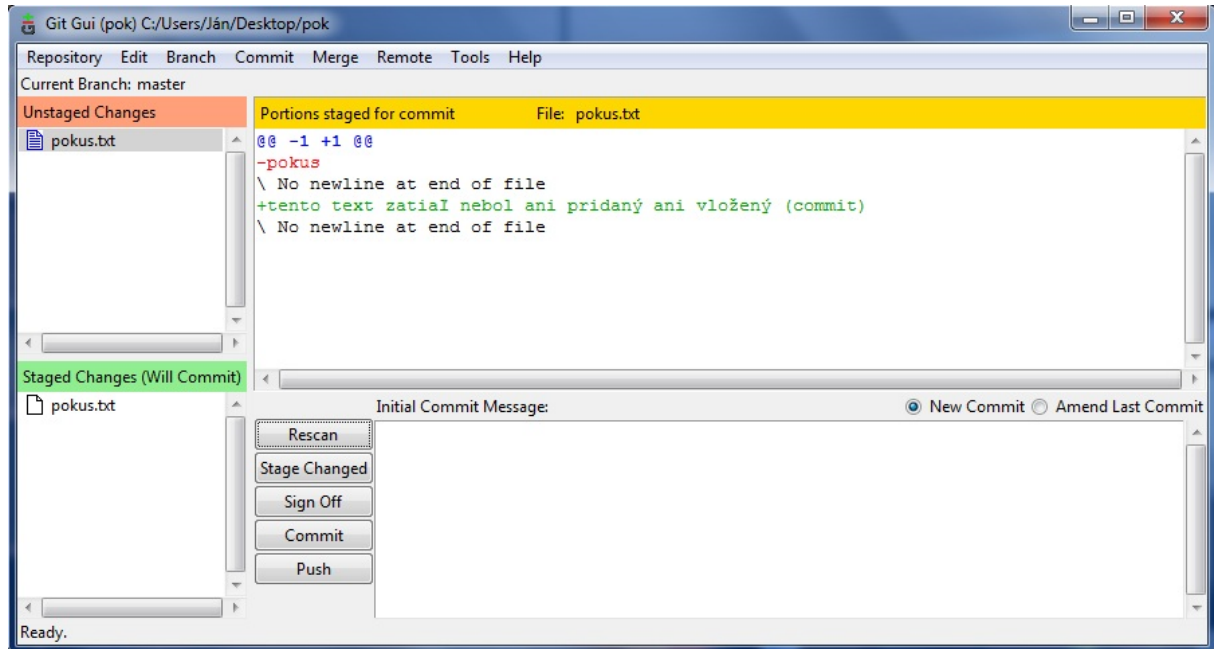 Git Gui (pok) C:/Users/Ján/Desktop/pok
Repository Edit Branch Commit Merge Remote Tools Help
Current Branch: master
Unstaged Changes
pokus.txt
Portions staged for commit File: pokus.txt
@@ -1 +1 @@
-pokus
\ No newline at end of file
+tento text zatiaI nebol ani pridaný ani vložený (commit)
\ No newline at end of file
Staged Changes (Will Commit)
pokus.txt
Initial Commit Message:
New Commit Amend Last Commit
Rescan
Stage Changed
Sign Off
Commit
Push
Ready.